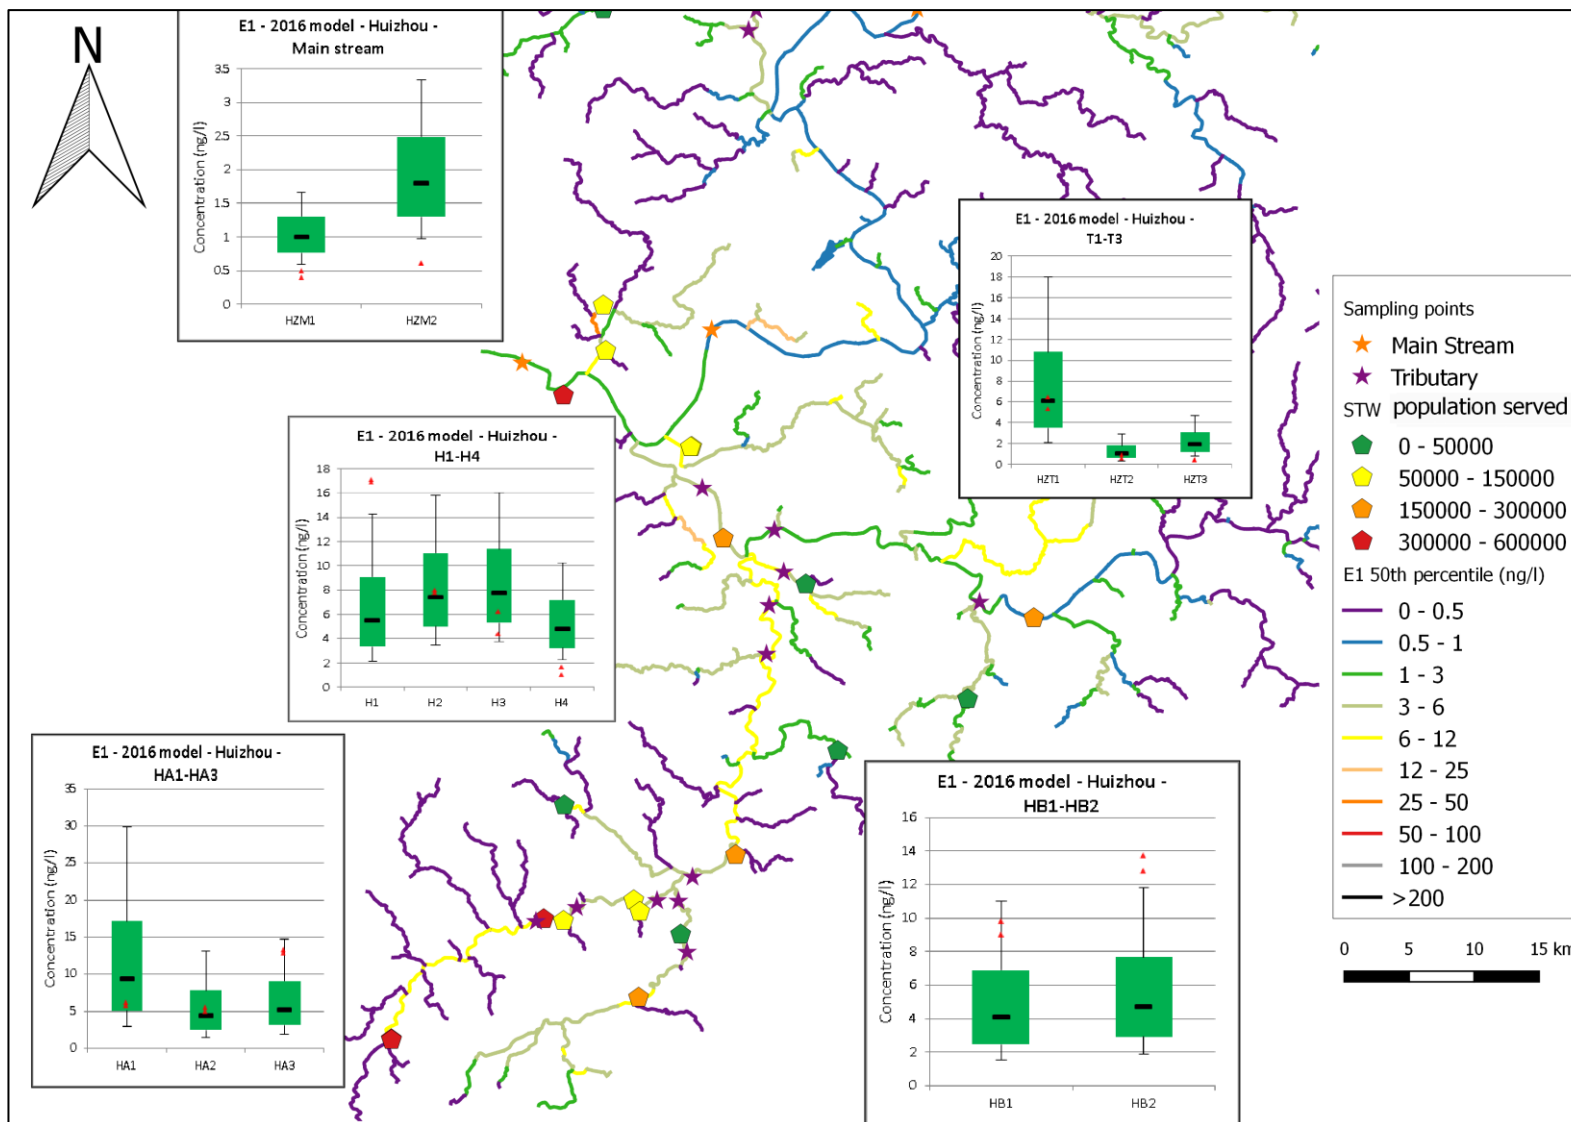 N
E1 - 2016 model - Huizhou -
Main stream
Concentration (ng/l)
3.5
3
2.5
2
1.5
1
0.5
0
HZM1
HZM2
E1 - 2016 model - Huizhou -
T1-T3
Concentration (ng/l)
20
18
16
14
12
10
8
6
4
2
0
HZT1
HZT2
HZT3
E1 - 2016 model - Huizhou -
H1-H4
Concentration (ng/l)
18
16
14
12
10
8
6
4
2
0
H1
H2
H3
H4
E1 - 2016 model - Huizhou -
HA1-HA3
Concentration (ng/l)
35
30
25
20
15
10
5
0
HA1
HA2
HA3
E1 - 2016 model - Huizhou -
HB1-HB2
Concentration (ng/l)
16
14
12
10
8
6
4
2
0
HB1
HB2
Sampling points
Main Stream
Tributary
STW population served
0 - 50000
50000 - 150000
150000 - 300000
300000 - 600000
E1 50th percentile (ng/l)
0 - 0.5
0.5 - 1
1 - 3
3 - 6
6 - 12
12 - 25
25 - 50
50 - 100
100 - 200
>200
0 5 10 15 km